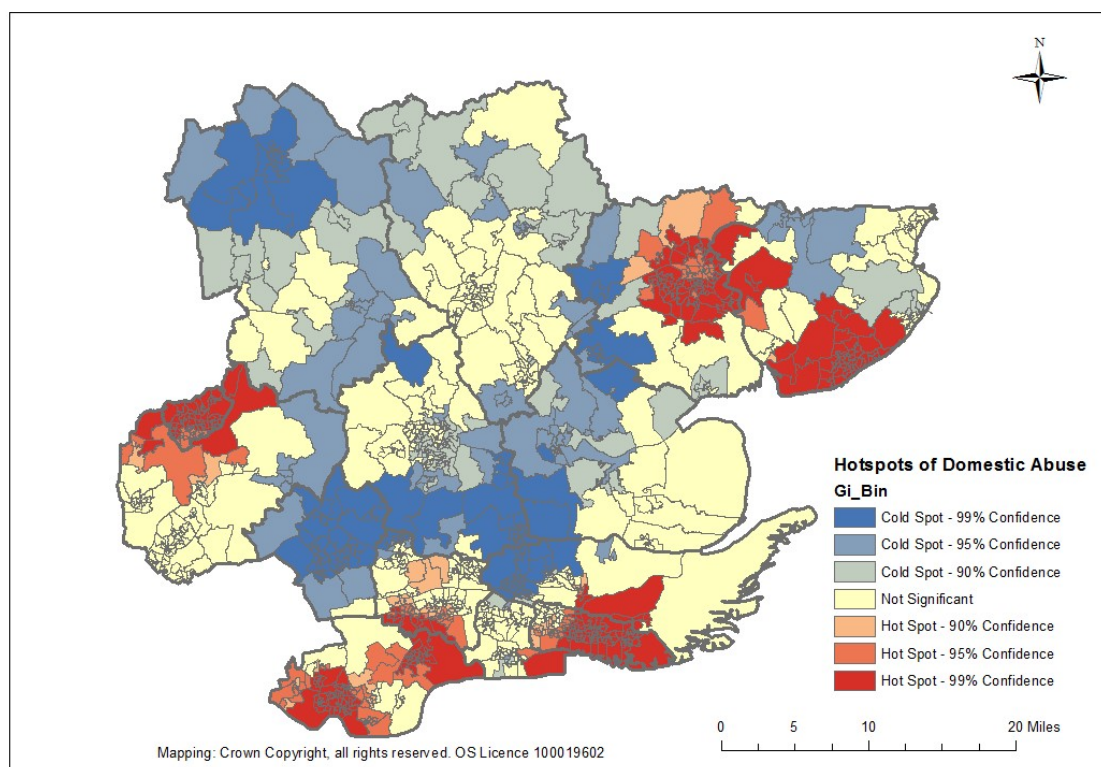 N
Hotspots of Domestic Abuse
Gi_Bin
Cold Spot - 99% Confidence
Cold Spot - 95% Confidence
Cold Spot - 90% Confidence
Not Significant
Hot Spot - 90% Confidence
Hot Spot - 95% Confidence
Hot Spot - 99% Confidence
0 5 10 20 Miles
Mapping: Crown Copyright, all rights reserved. OS Licence 100019602